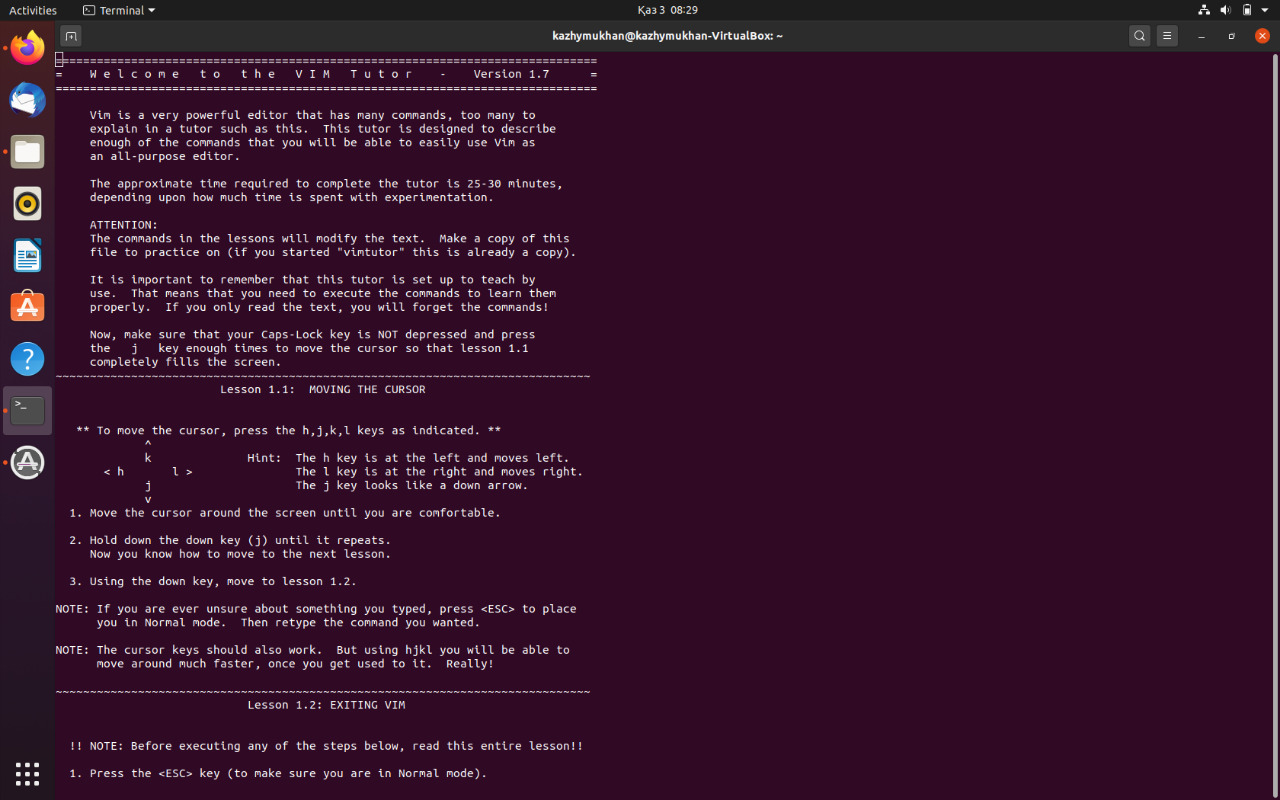 Activities
Terminal
Қаз 3 08:29
kazhymukhan@kazhymukhan-VirtualBox: ~
===============================================================================
=    W e l c o m e   t o   t h e   V I M   T u t o r    -    Version 1.7      =
===============================================================================
Vim is a very powerful editor that has many commands, too many to
explain in a tutor such as this.  This tutor is designed to describe
enough of the commands that you will be able to easily use Vim as
an all-purpose editor.
The approximate time required to complete the tutor is 25-30 minutes,
depending upon how much time is spent with experimentation.
ATTENTION:
The commands in the lessons will modify the text.  Make a copy of this
file to practice on (if you started "vimtutor" this is already a copy).
It is important to remember that this tutor is set up to teach by
use.  That means that you need to execute the commands to learn them
properly.  If you only read the text, you will forget the commands!
Now, make sure that your Caps-Lock key is NOT depressed and press
the   j   key enough times to move the cursor so that lesson 1.1
completely fills the screen.
~~~~~~~~~~~~~~~~~~~~~~~~~~~~~~~~~~~~~~~~~~~~~~~~~~~~~~~~~~~~~~~~~~~~~~~~~~~~~~
Lesson 1.1:  MOVING THE CURSOR
** To move the cursor, press the h,j,k,l keys as indicated. **
^
k              Hint:  The h key is at the left and moves left.
< h       l >               The l key is at the right and moves right.
j                     The j key looks like a down arrow.
v
1. Move the cursor around the screen until you are comfortable.
2. Hold down the down key (j) until it repeats.
Now you know how to move to the next lesson.
3. Using the down key, move to lesson 1.2.
NOTE: If you are ever unsure about something you typed, press <ESC> to place
you in Normal mode.  Then retype the command you wanted.
NOTE: The cursor keys should also work.  But using hjkl you will be able to
move around much faster, once you get used to it.  Really!
~~~~~~~~~~~~~~~~~~~~~~~~~~~~~~~~~~~~~~~~~~~~~~~~~~~~~~~~~~~~~~~~~~~~~~~~~~~~~~
Lesson 1.2: EXITING VIM
!! NOTE: Before executing any of the steps below, read this entire lesson!!
1. Press the <ESC> key (to make sure you are in Normal mode).